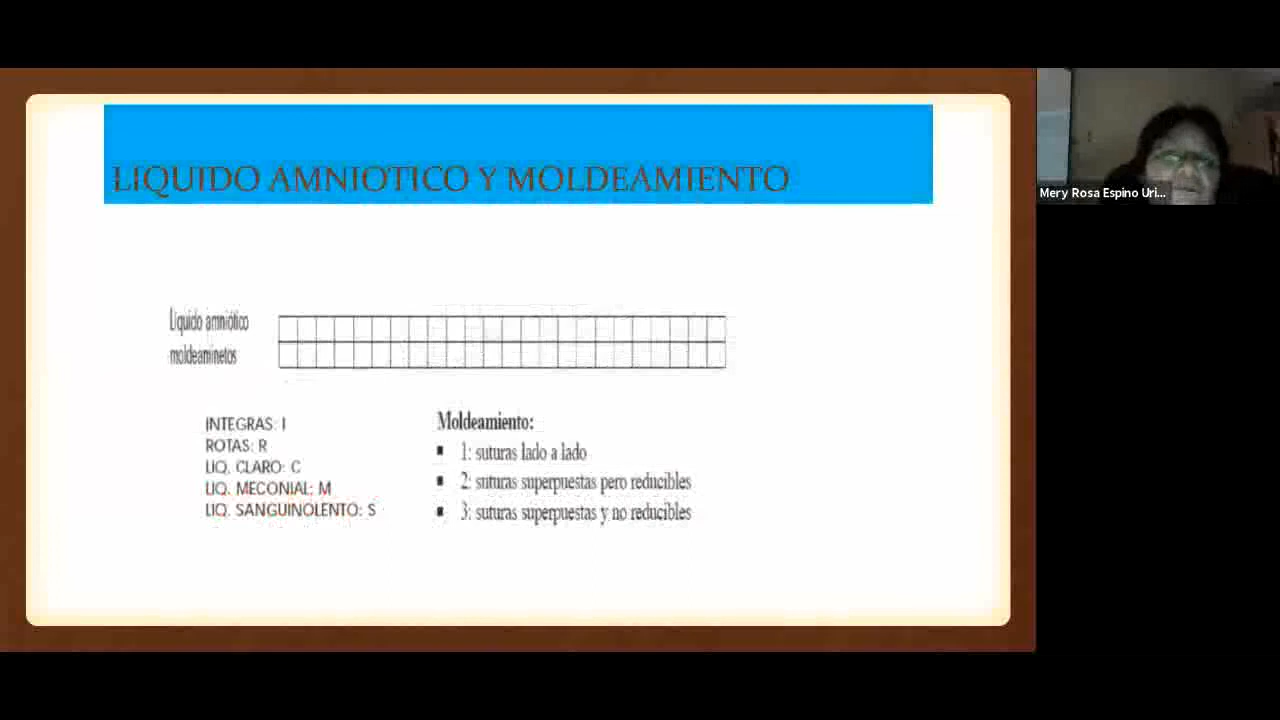 LIQUIDO AMNIOTICO Y MOLDEAMIENTO
Mery Rosa Espino Uri...
Liquido amniótico
moldeaminetos
INTEGRAS: I
ROTAS: R
LIQ. CLARO: C
LIQ. MECONIAL: M
LIQ. SANGUINOLENTO: S
Moldeamiento:
▪ 1: suturas lado a lado
▪ 2: suturas superpuestas pero reducibles
▪ 3: suturas superpuestas y no reducibles